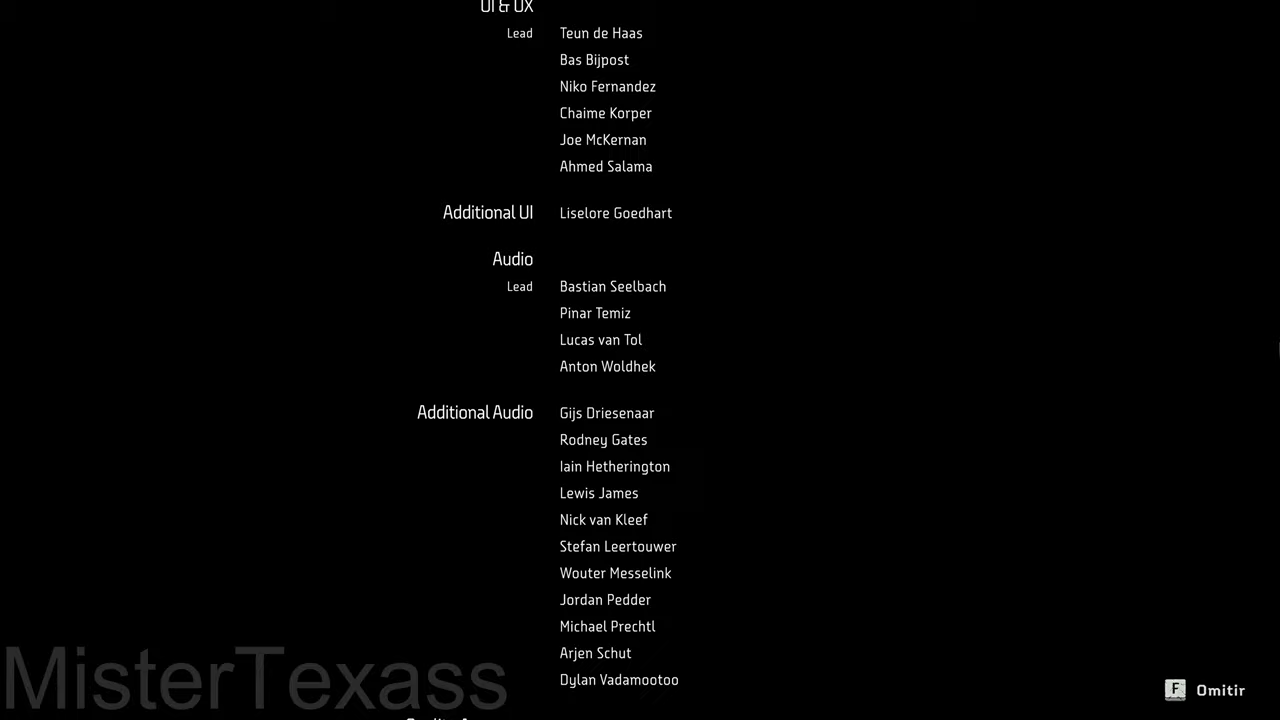 UI & UX
Lead Teun de Haas
Bas Bijpost
Niko Fernandez
Chaime Korper
Joe McKernan
Ahmed Salama
Additional UI Liselore Goedhart
Audio
Lead Bastian Seelbach
Pinar Temiz
Lucas van Tol
Anton Woldhek
Additional Audio Gijs Driesenaar
Rodney Gates
Iain Hetherington
Lewis James
Nick van Kleef
Stefan Leertouwer
Wouter Messelink
Jordan Pedder
Michael Prechtl
Arjen Schut
Dylan Vadamootoo
MisterTexass
F Omitir